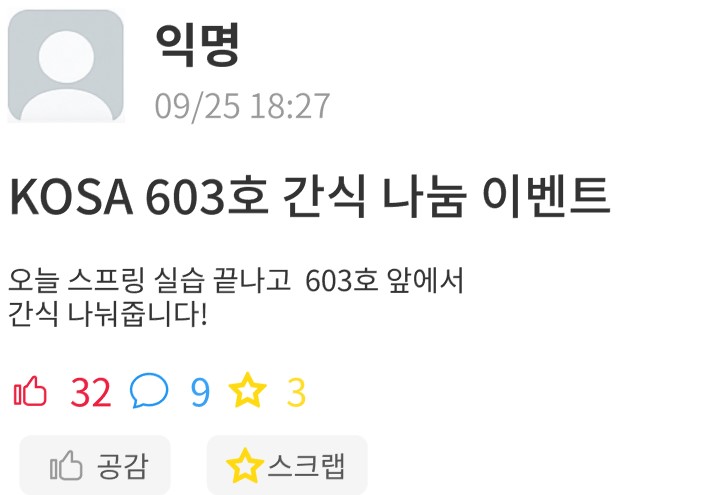 익명
09/25 18:27
KOSA 603호 간식 나눔 이벤트
오늘 스프링 실습 끝나고 603호 앞에서
간식 나눠줍니다!
32 9 3
공감 스크랩